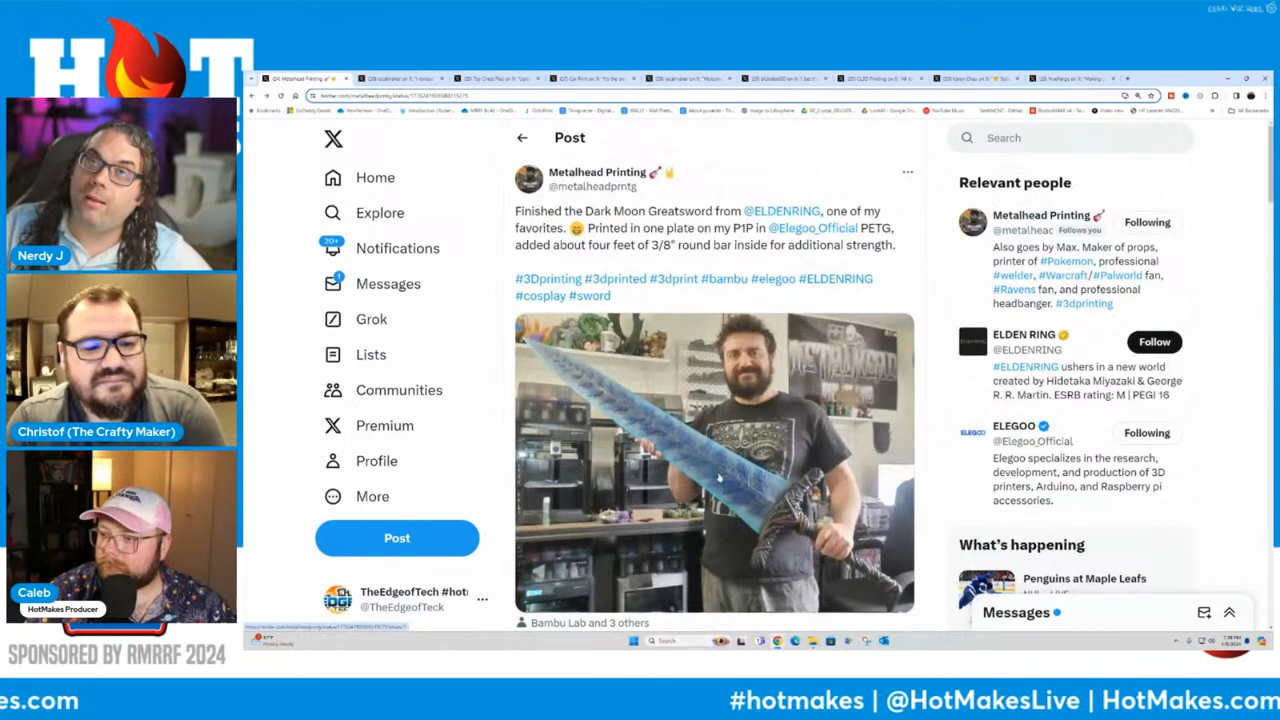 H T
Nerdy J
Christof (The Crafty Maker)
Caleb
HotMakes Producer
SPONSORED BY RMRRF 2024
Home
Explore
20+
Notifications
1
Messages
Grok
Lists
Communities
Premium
Profile
More
Post
TheEdgeofTech #hot
@TheEdgeofTech
Post
Metalhead Printing
@metalheadprntg
Finished the Dark Moon Greatsword from @ELDENRING, one of my
favorites. Printed in one plate on my P1P in @Elegoo_Official PETG,
added about four feet of 3/8" round bar inside for additional strength.
#3Dprinting #3dprinted #3dprint #bambu #elegoo #ELDENRING
#cosplay #sword
Bambu Lab and 3 others
Search
Relevant people
Metalhead Printing
@metalheac Follows you
Following
Also goes by Max. Maker of props,
printer of #Pokemon, professional
#welder, #Warcraft/#Palworld fan,
#Ravens fan, and professional
headbanger. #3dprinting
ELDEN RING
@ELDENRING
Follow
#ELDENRING ushers in a new world
created by Hidetaka Miyazaki & George
R. R. Martin. ESRB rating: M | PEGI 16
ELEGOO
@Elegoo_Official
Following
Elegoo specializes in the research,
development, and production of 3D
printers, Arduino, and Raspberry pi
accessories.
What's happening
Penguins at Maple Leafs
Messages
Search
es.com
#hotmakes | @HotMakesLive | HotMakes.com